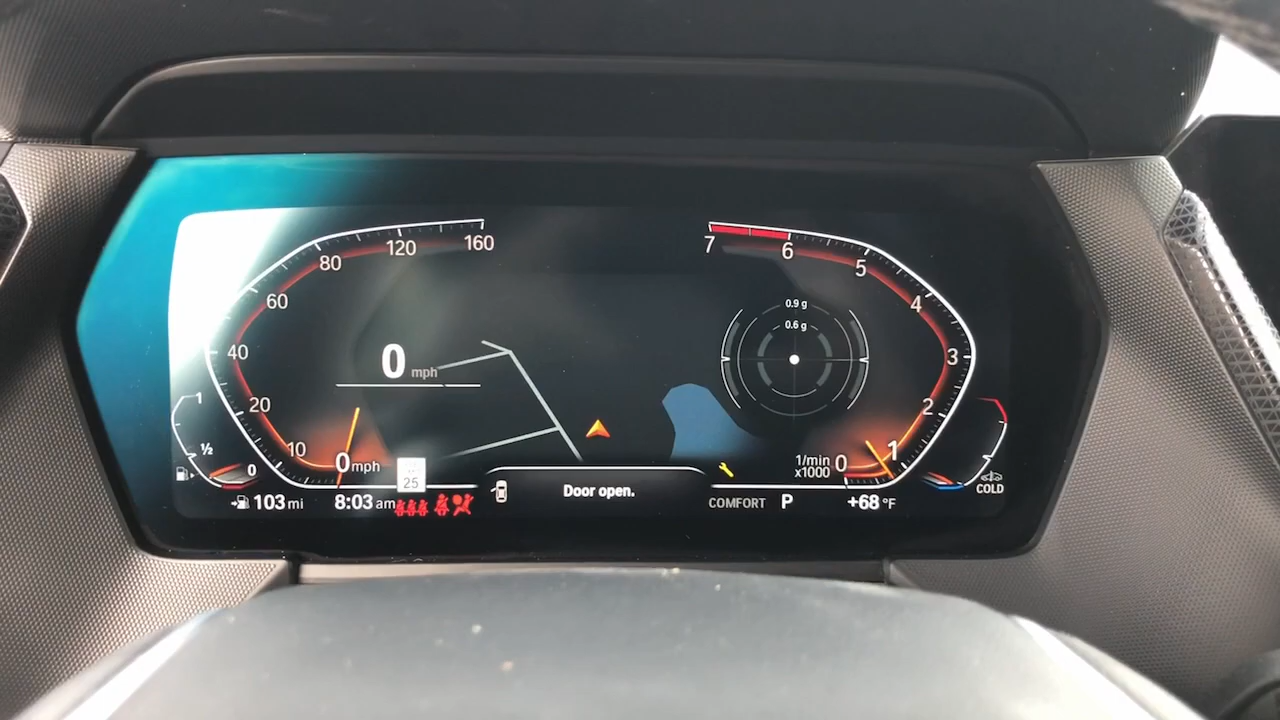 0.9 g
0.6 g
160
120
80
60
40
20
10
0 mph
0 mph
7
6
5
4
3
2
1
0
1/min
x1000
1
½
0
25
103 mi
8:03 am
Door open.
COMFORT
P
+68 °F
COLD